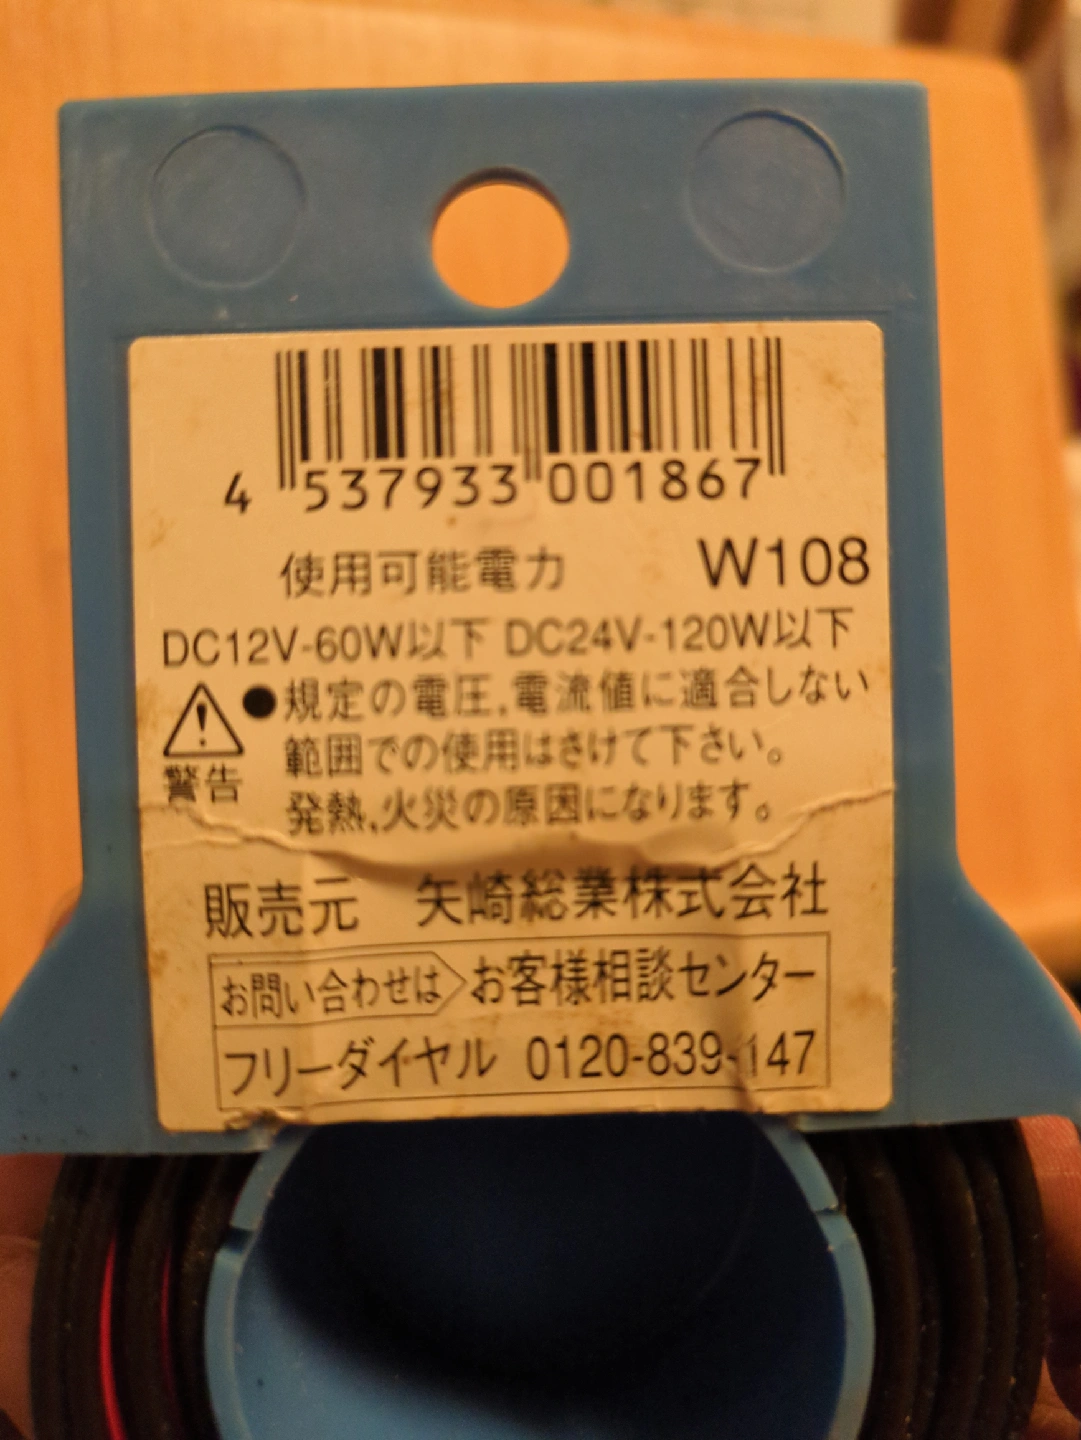 4 537933 001867
使用可能電力 W108
DC12V-60W以下 DC24V-120W以下
警告
●規定の電圧,電流値に適合しない
範囲での使用はさけて下さい。
発熱,火災の原因になります。
販売元 矢崎総業株式会社
お問い合わせは お客様相談センター
フリーダイヤル 0120-839-147